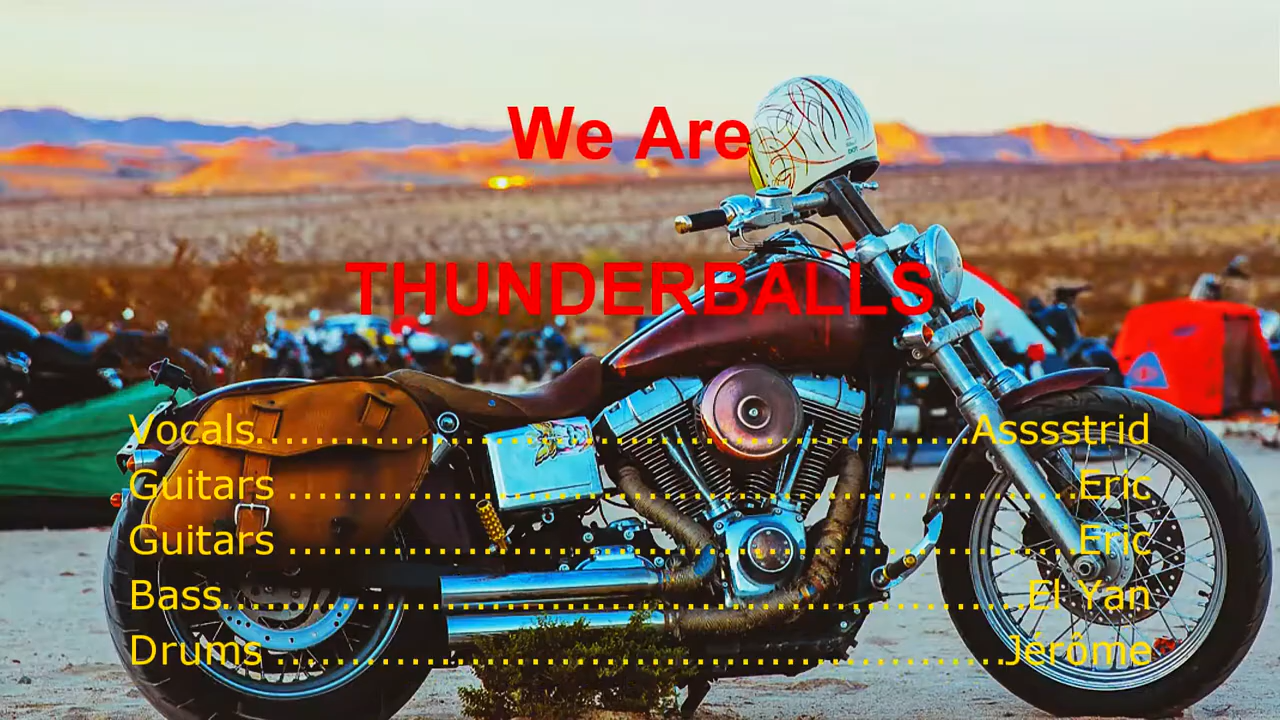 We Are
THUNDERBALLS
Vocals....................................................Asssstrid
Guitars .........................................................Eric
Guitars .........................................................Eric
Bass..........................................................El Yan
Drums .....................................................Jérôme